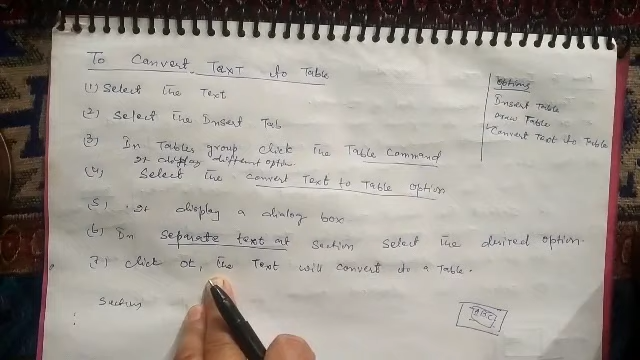 To Convert Text to Table
(1) Select the Text
(2) Select the Insert Tab
(3) In Tables group click the Table Command
It display different option
(4) Select the convert Text to Table option
(5) It display a dialog box
(6) In Separate text at Section Select the desired option.
(7) Click Ok, the Text will convert to a Table.
Section
options
Insert Table
Draw Table
Convert Text to Table
ABC